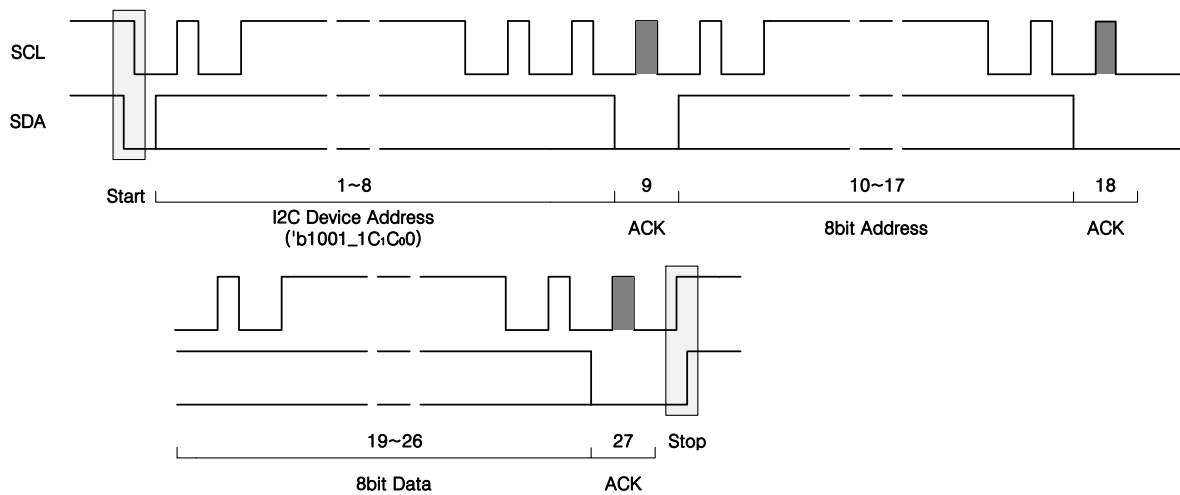 SCL
SDA
Start
1~8
9
10~17
18
I2C Device Address
('b1001_1C₁C₀0)
ACK
8bit Address
ACK
19~26
27
Stop
8bit Data
ACK